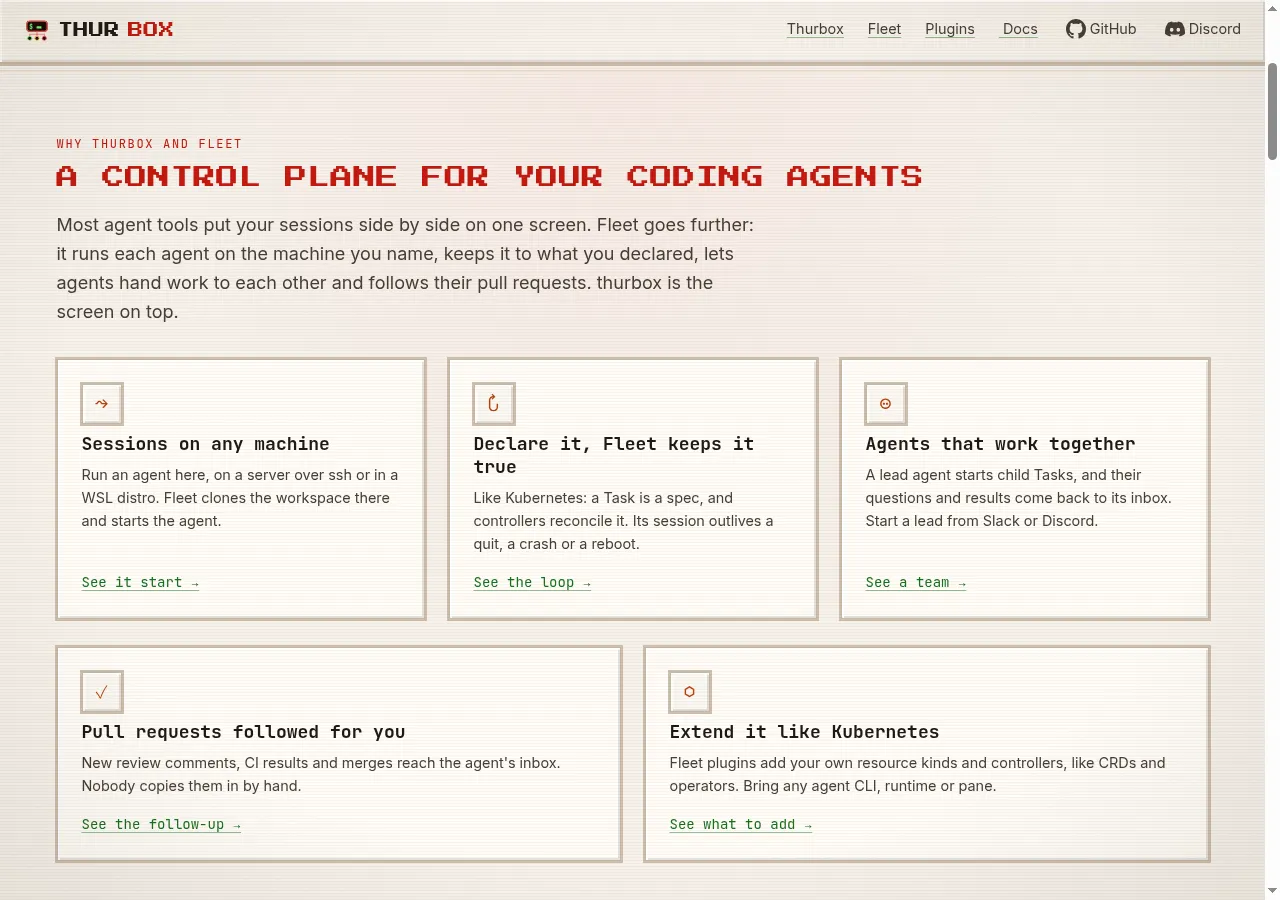 THUR BOX
Thurbox Fleet Plugins Docs GitHub Discord
WHY THURBOX AND FLEET
A CONTROL PLANE FOR YOUR CODING AGENTS
Most agent tools put your sessions side by side on one screen. Fleet goes further:
it runs each agent on the machine you name, keeps it to what you declared, lets
agents hand work to each other and follows their pull requests. thurbox is the
screen on top.
Sessions on any machine
Run an agent here, on a server over ssh or in a
WSL distro. Fleet clones the workspace there
and starts the agent.
See it start →
Declare it, Fleet keeps it
true
Like Kubernetes: a Task is a spec, and
controllers reconcile it. Its session outlives a
quit, a crash or a reboot.
See the loop →
Agents that work together
A lead agent starts child Tasks, and their
questions and results come back to its inbox.
Start a lead from Slack or Discord.
See a team →
Pull requests followed for you
New review comments, CI results and merges reach the agent's inbox.
Nobody copies them in by hand.
See the follow-up →
Extend it like Kubernetes
Fleet plugins add your own resource kinds and controllers, like CRDs and
operators. Bring any agent CLI, runtime or pane.
See what to add →